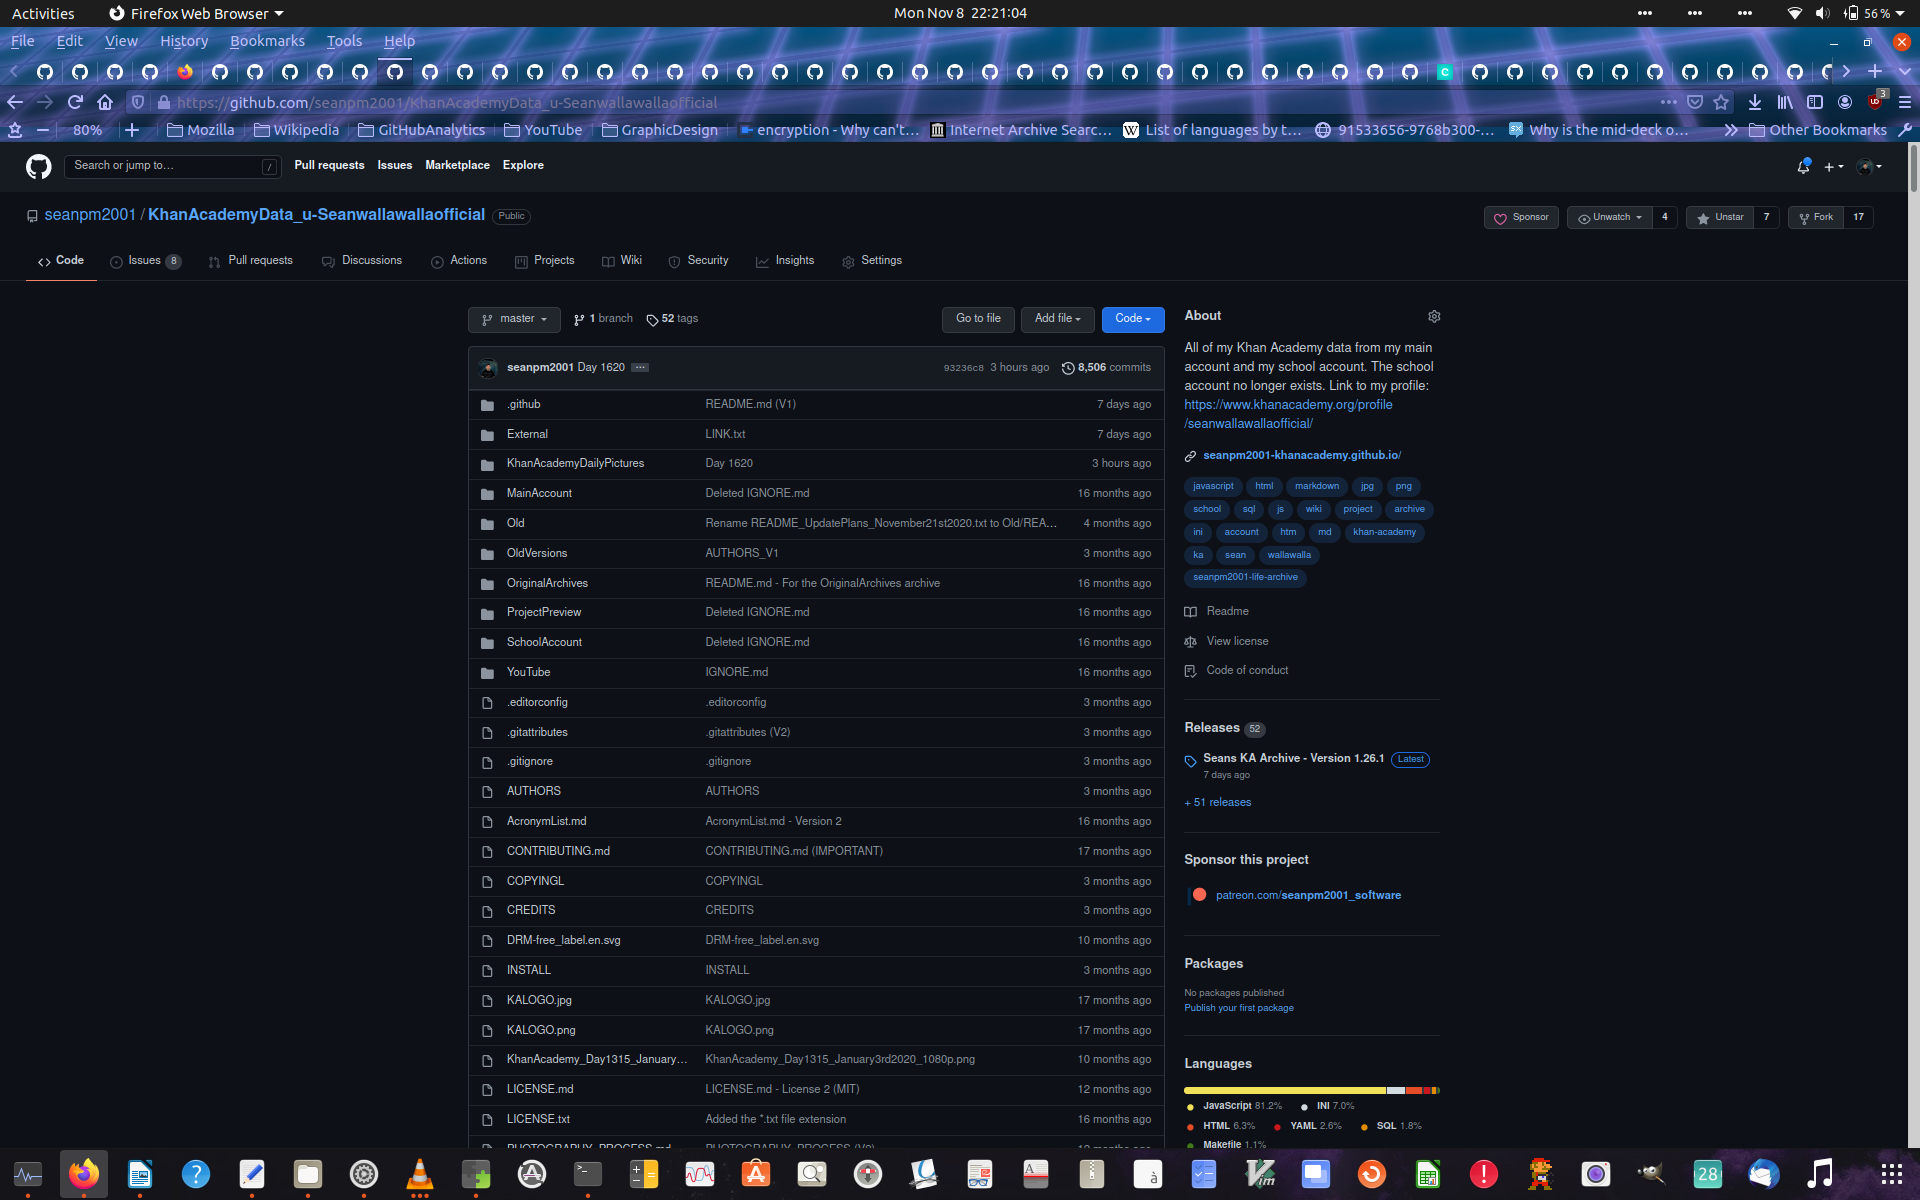 Activities Firefox Web Browser Mon Nov 8 22:21:04 56 %
File Edit View History Bookmarks Tools Help
https://github.com/seanpm2001/KhanAcademyData_u-Seanwallawallaofficial 3
80% Mozilla Wikipedia GitHubAnalytics YouTube GraphicDesign encryption - Why can't… Internet Archive Searc… List of languages by t… 91533656-9768b300-… Why is the mid-deck o… Other Bookmarks
Search or jump to… / Pull requests Issues Marketplace Explore
seanpm2001 / KhanAcademyData_u-Seanwallawallaofficial Public
Sponsor Unwatch 4 Unstar 7 Fork 17
Code Issues 8 Pull requests Discussions Actions Projects Wiki Security Insights Settings
master 1 branch 52 tags Go to file Add file Code
seanpm2001 Day 1620 ··· 93236c8 3 hours ago 8,506 commits
.github README.md (V1) 7 days ago
External LINK.txt 7 days ago
KhanAcademyDailyPictures Day 1620 3 hours ago
MainAccount Deleted IGNORE.md 16 months ago
Old Rename README_UpdatePlans_November21st2020.txt to Old/REA… 4 months ago
OldVersions AUTHORS_V1 3 months ago
OriginalArchives README.md - For the OriginalArchives archive 16 months ago
ProjectPreview Deleted IGNORE.md 16 months ago
SchoolAccount Deleted IGNORE.md 16 months ago
YouTube IGNORE.md 16 months ago
.editorconfig .editorconfig 3 months ago
.gitattributes .gitattributes (V2) 3 months ago
.gitignore .gitignore 3 months ago
AUTHORS AUTHORS 3 months ago
AcronymList.md AcronymList.md - Version 2 16 months ago
CONTRIBUTING.md CONTRIBUTING.md (IMPORTANT) 17 months ago
COPYINGL COPYINGL 3 months ago
CREDITS CREDITS 3 months ago
DRM-free_label.en.svg DRM-free_label.en.svg 10 months ago
INSTALL INSTALL 3 months ago
KALOGO.jpg KALOGO.jpg 17 months ago
KALOGO.png KALOGO.png 17 months ago
KhanAcademy_Day1315_January… KhanAcademy_Day1315_January3rd2020_1080p.png 10 months ago
LICENSE.md LICENSE.md - License 2 (MIT) 12 months ago
LICENSE.txt Added the *.txt file extension 16 months ago
About
All of my Khan Academy data from my main
account and my school account. The school
account no longer exists. Link to my profile:
https://www.khanacademy.org/profile
/seanwallawallaofficial/
seanpm2001-khanacademy.github.io/
javascript html markdown jpg png
school sql js wiki project archive
ini account htm md khan-academy
ka sean wallawalla
seanpm2001-life-archive
Readme
View license
Code of conduct
Releases 52
Seans KA Archive - Version 1.26.1 Latest
7 days ago
+ 51 releases
Sponsor this project
patreon.com/seanpm2001_software
Packages
No packages published
Publish your first package
Languages
JavaScript 81.2% INI 7.0%
HTML 6.3% YAML 2.6% SQL 1.8%
Makefile 1.1%
28